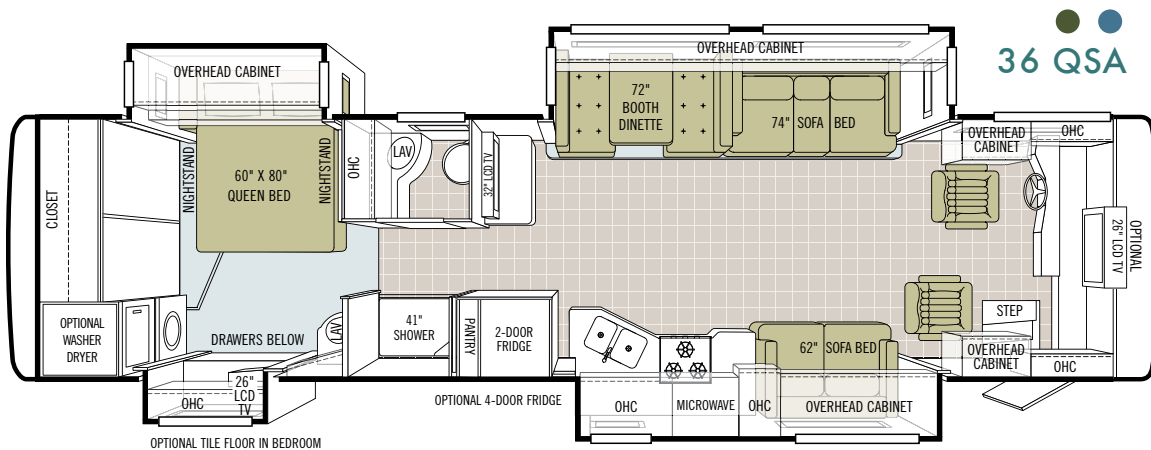 36 QSA
OVERHEAD CABINET
OVERHEAD CABINET
72"
BOOTH
DINETTE
74" SOFA BED
OVERHEAD
CABINET
OHC
CLOSET
NIGHTSTAND
60" X 80"
QUEEN BED
NIGHTSTAND
OHC
LAV
32" LCD TV
OPTIONAL
26" LCD TV
OPTIONAL
WASHER
DRYER
DRAWERS BELOW
LAV
41"
SHOWER
PANTRY
2-DOOR
FRIDGE
62" SOFA BED
STEP
OVERHEAD
CABINET
OHC
OHC
26"
LCD
TV
OPTIONAL 4-DOOR FRIDGE
OHC
MICROWAVE
OHC
OVERHEAD CABINET
OPTIONAL TILE FLOOR IN BEDROOM